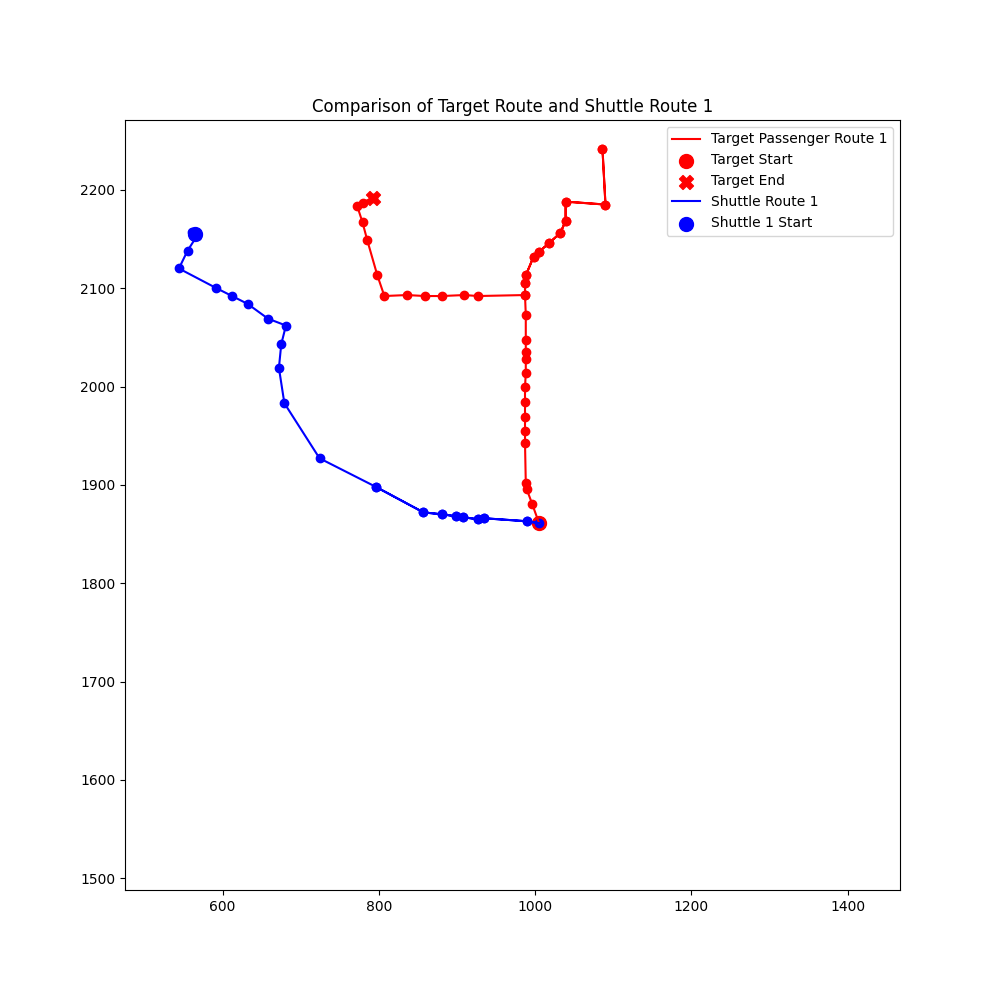 Comparison of Target Route and Shuttle Route 1
Target Passenger Route 1
Target Start
Target End
Shuttle Route 1
Shuttle 1 Start
2200
2100
2000
1900
1800
1700
1600
1500
600 800 1000 1200 1400